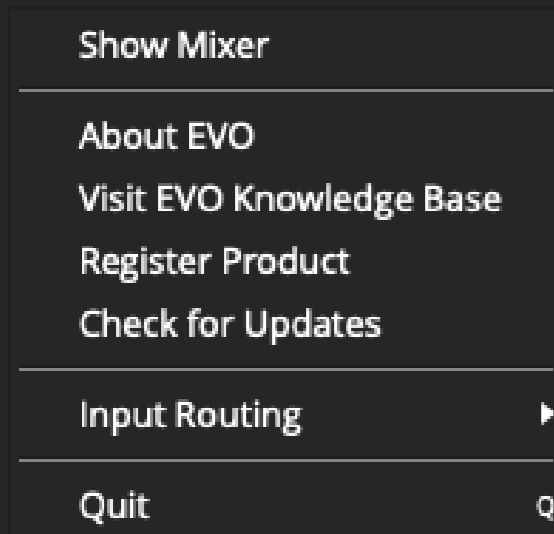 Show Mixer
About EVO
Visit EVO Knowledge Base
Register Product
Check for Updates
Input Routing
Quit Q